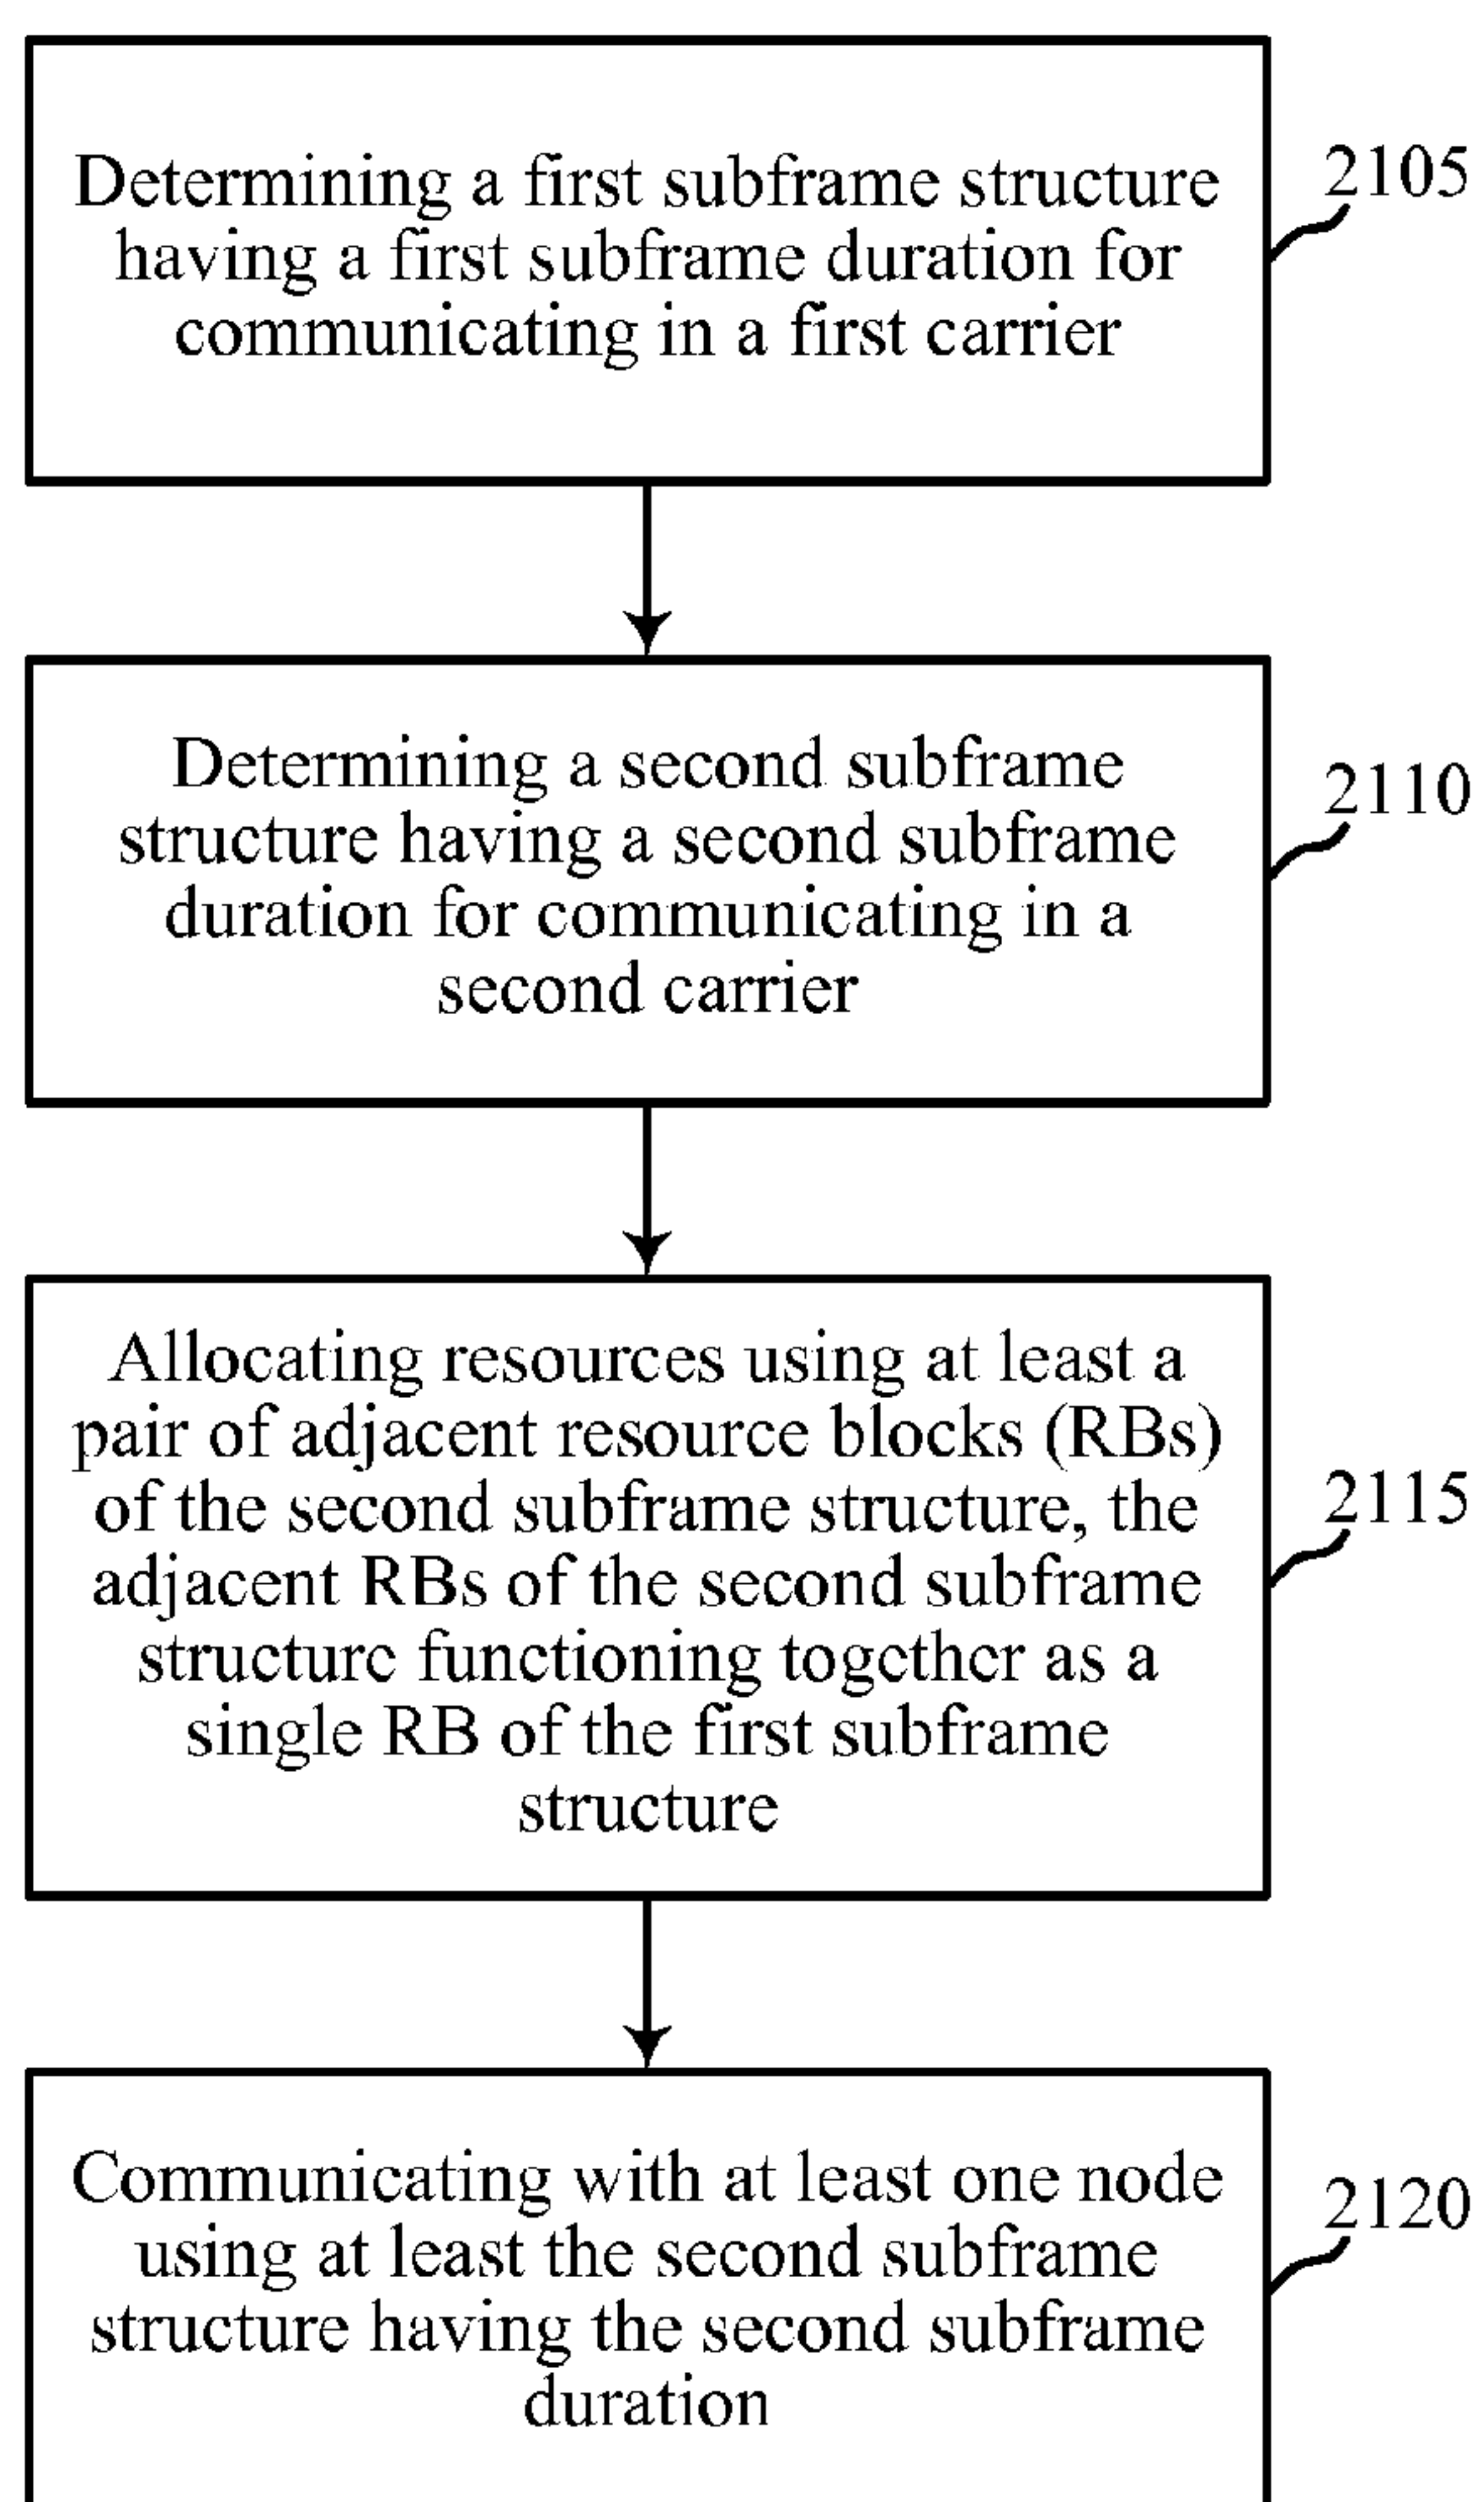 Determining a first subframe structure
having a first subframe duration for
communicating in a first carrier
2105
Determining a second subframe
structure having a second subframe
duration for communicating in a
second carrier
2110
Allocating resources using at least a
pair of adjacent resource blocks (RBs)
of the second subframe structure, the
adjacent RBs of the second subframe
structure functioning together as a
single RB of the first subframe
structure
2115
Communicating with at least one node
using at least the second subframe
structure having the second subframe
duration
2120